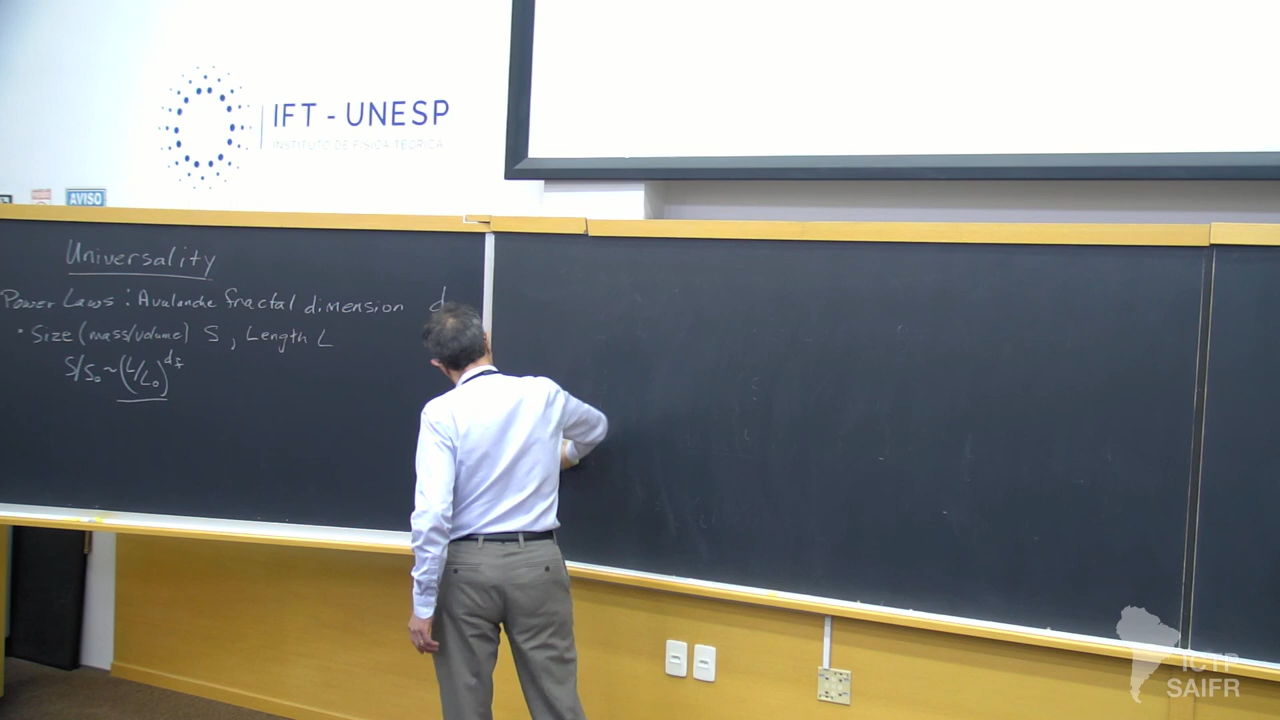 IFT - UNESP
INSTITUTO DE FÍSICA TEÓRICA
AVISO
Universality
Power Laws : Avalanche fractal dimension d
• Size (mass/volume) S , Length L
S/S₀ ~ (L/L₀)^df
ICTP
SAIFR